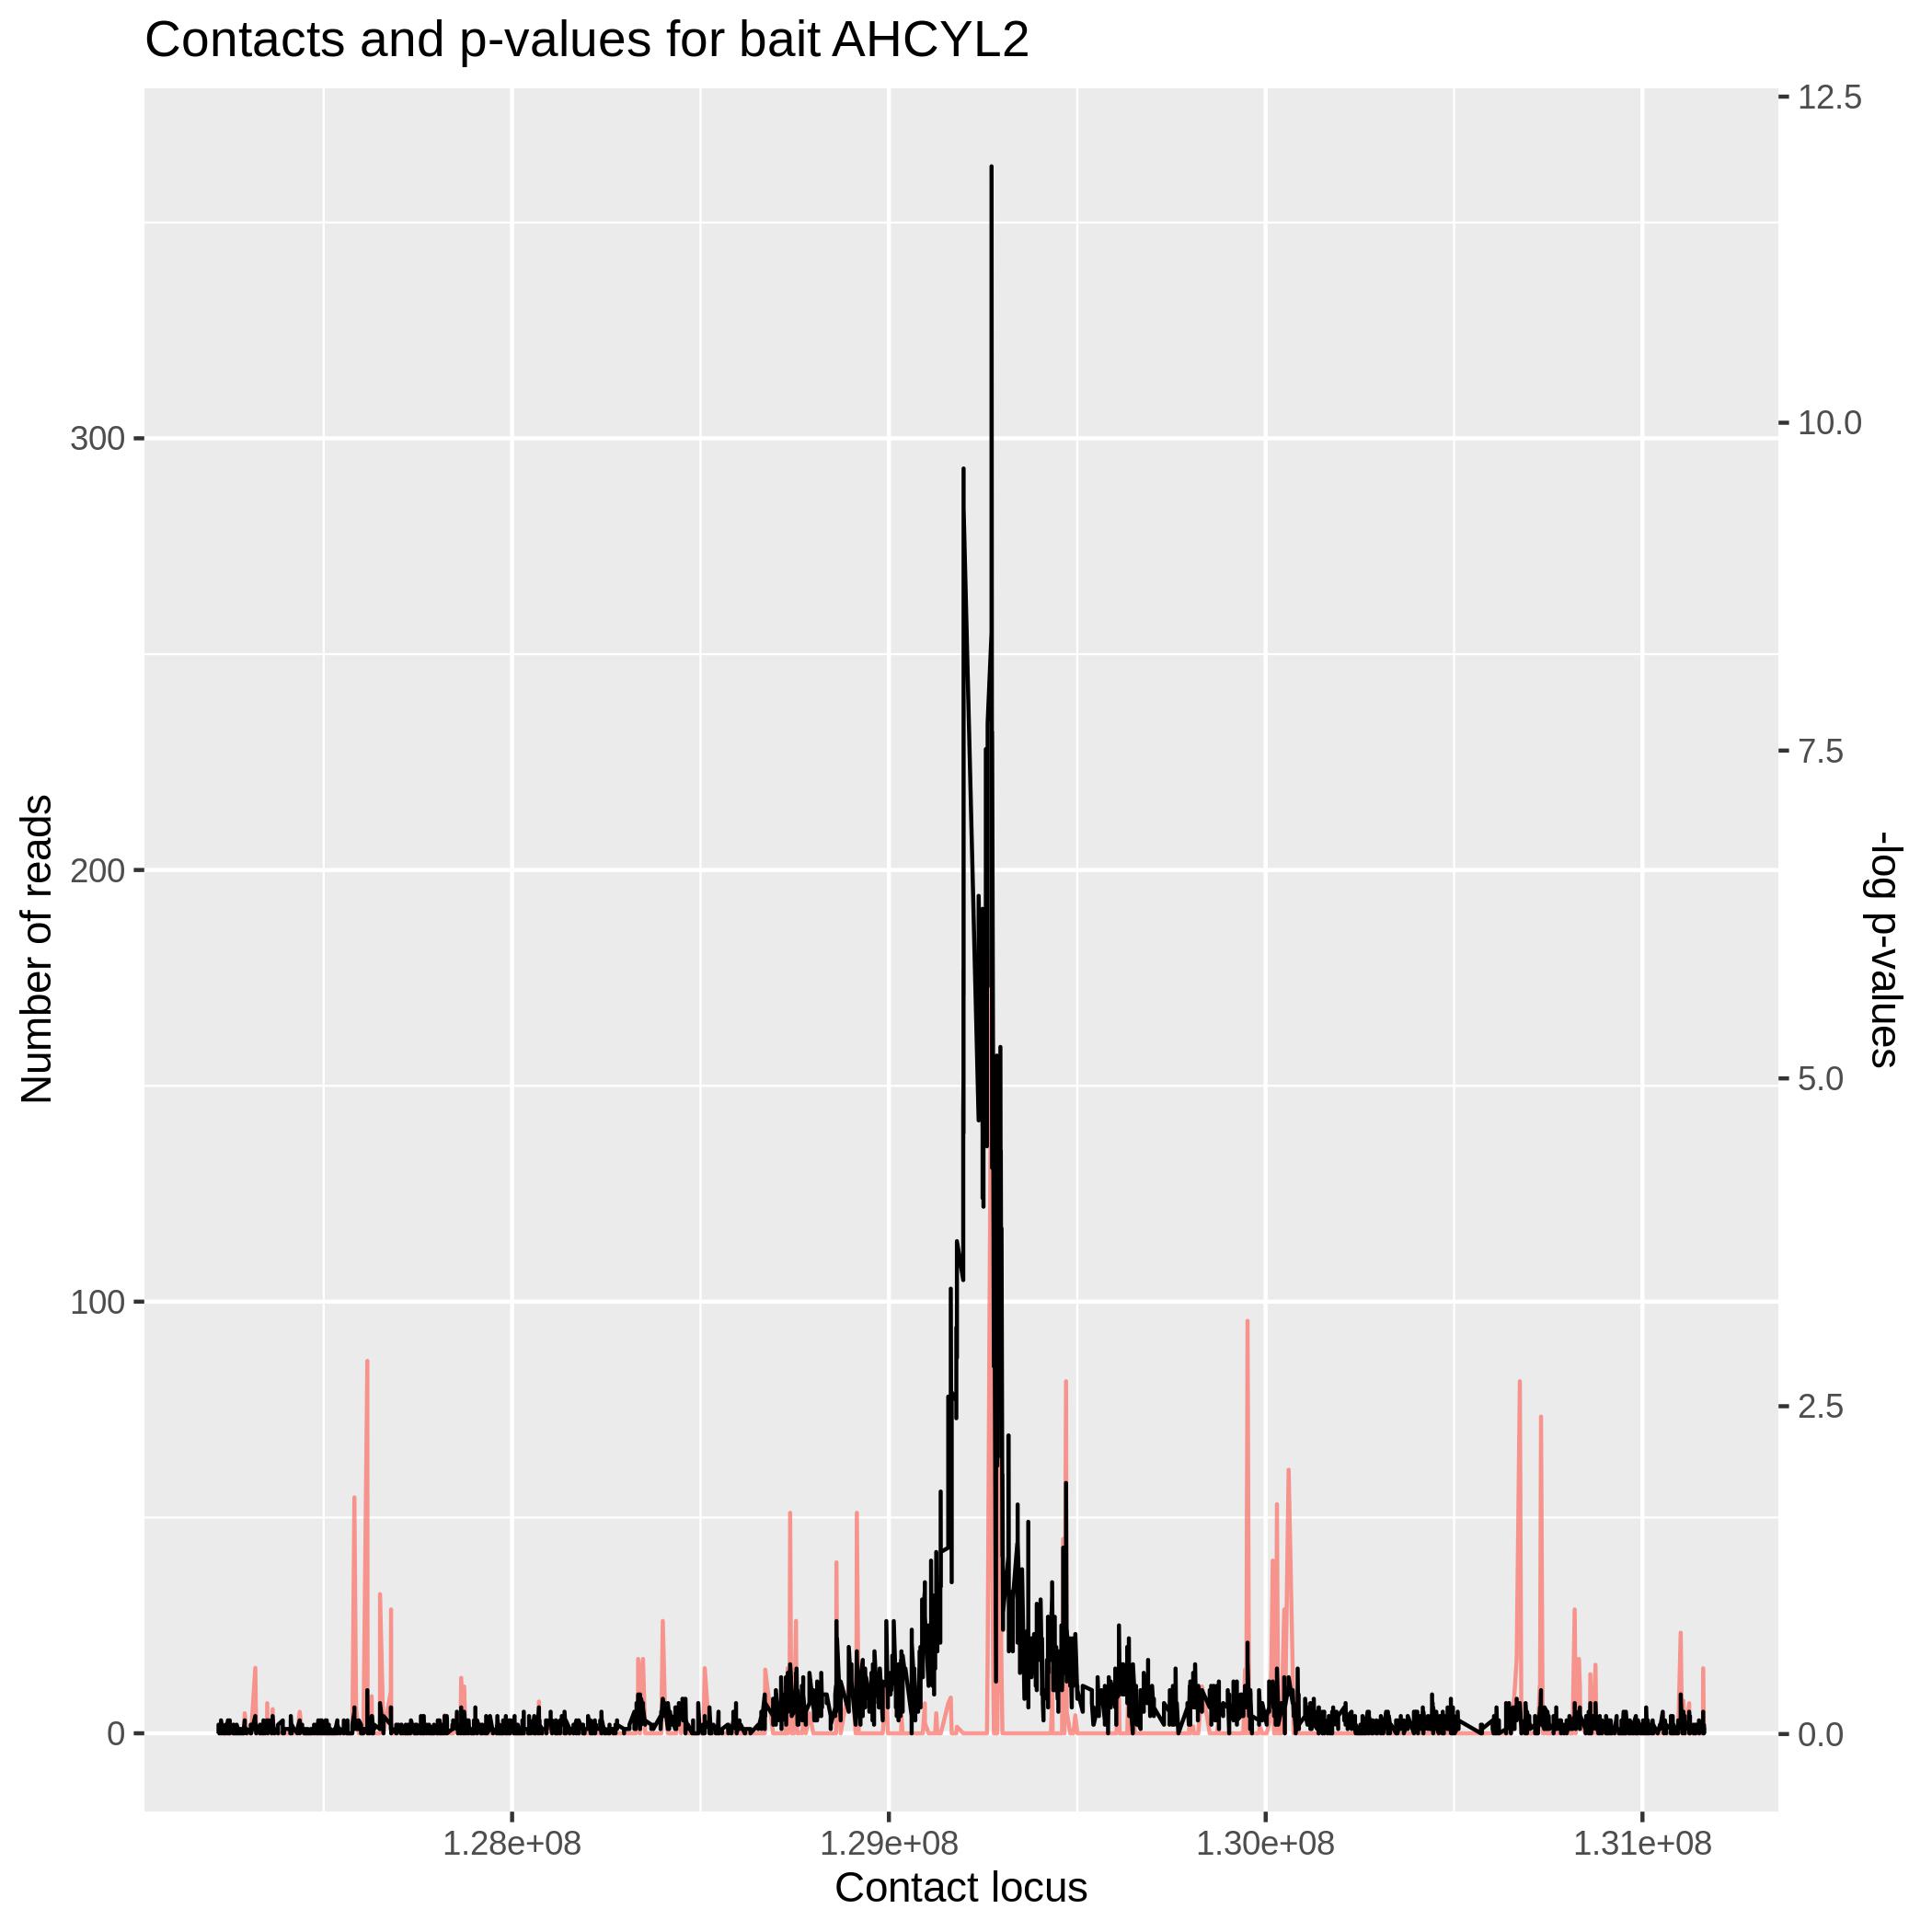 Contacts and p-values for bait AHCYL2
12.5
10.0
7.5
5.0
2.5
0.0
300
200
100
0
Number of reads
-log p-values
1.28e+08 1.29e+08 1.30e+08 1.31e+08
Contact locus